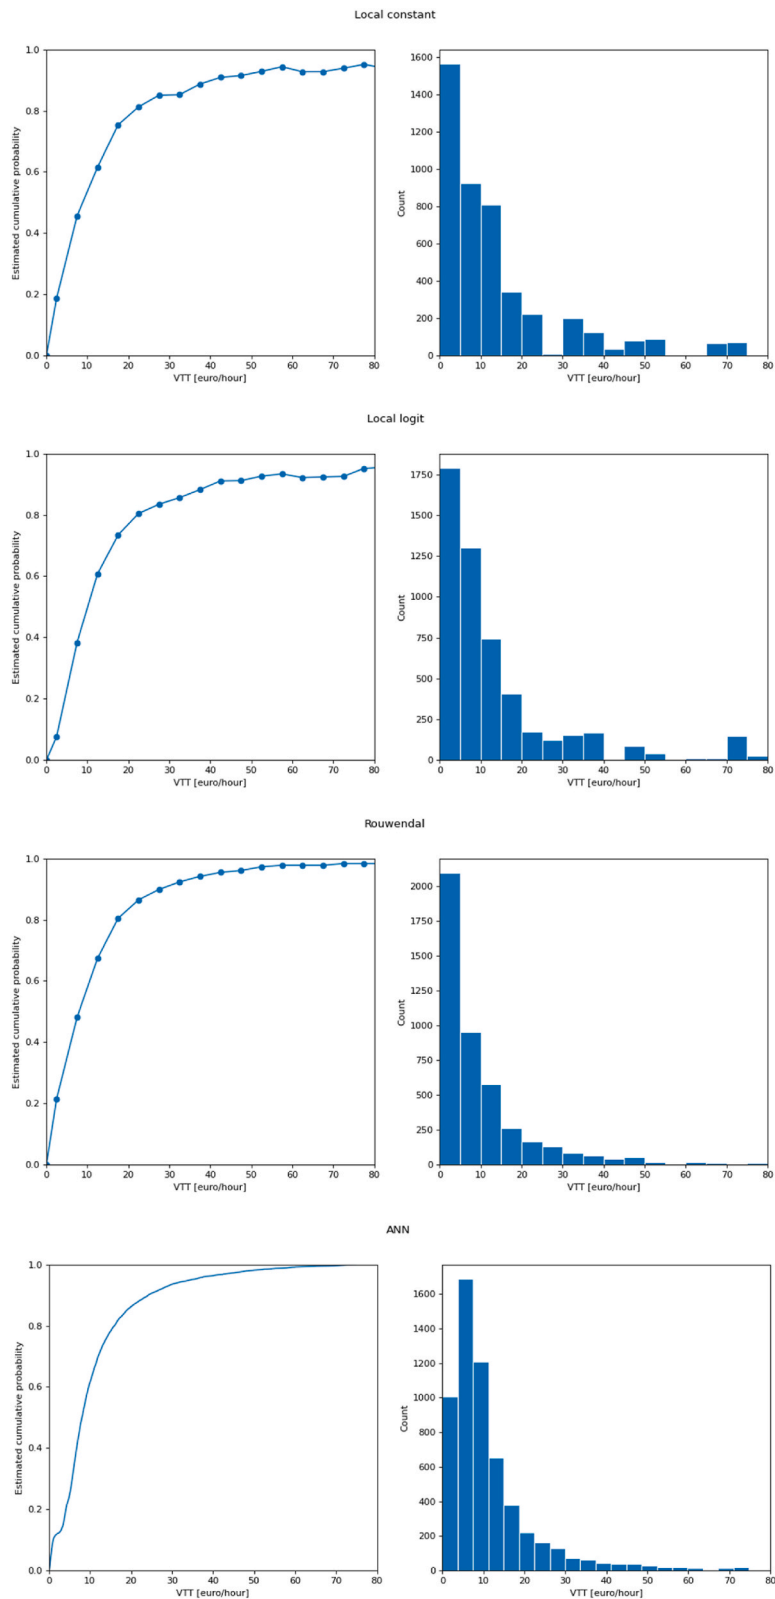 Local constant
1.0
0.8
0.6
0.4
0.2
0.0
Estimated cumulative probability
0 10 20 30 40 50 60 70 80
VTT [euro/hour]
1600
1400
1200
1000
800
600
400
200
0
Count
0 10 20 30 40 50 60 70 80
VTT [euro/hour]
Local logit
1.0
0.8
0.6
0.4
0.2
0.0
Estimated cumulative probability
0 10 20 30 40 50 60 70 80
VTT [euro/hour]
1750
1500
1250
1000
750
500
250
0
Count
0 10 20 30 40 50 60 70 80
VTT [euro/hour]
Rouwendal
1.0
0.8
0.6
0.4
0.2
0.0
Estimated cumulative probability
0 10 20 30 40 50 60 70 80
VTT [euro/hour]
2000
1750
1500
1250
1000
750
500
250
0
Count
0 10 20 30 40 50 60 70 80
VTT [euro/hour]
ANN
1.0
0.8
0.6
0.4
0.2
0.0
Estimated cumulative probability
0 10 20 30 40 50 60 70 80
VTT [euro/hour]
1600
1400
1200
1000
800
600
400
200
0
Count
0 10 20 30 40 50 60 70 80
VTT [euro/hour]